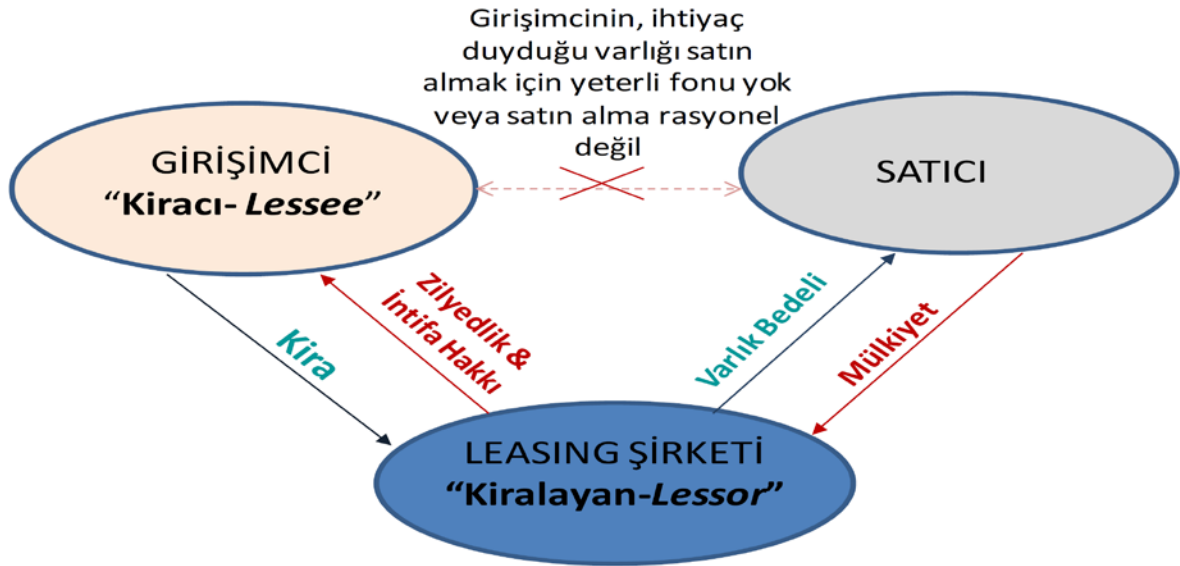 Girişimcinin, ihtiyaç
duyduğu varlığı satın
almak için yeterli fonu yok
veya satın alma rasyonel
değil
GİRİŞİMCİ
“Kiracı- Lessee”
SATICI
Kira
Zilyedlik &
İntifa Hakkı
Varlık Bedeli
Mülkiyet
LEASING ŞİRKETİ
“Kiralayan-Lessor”